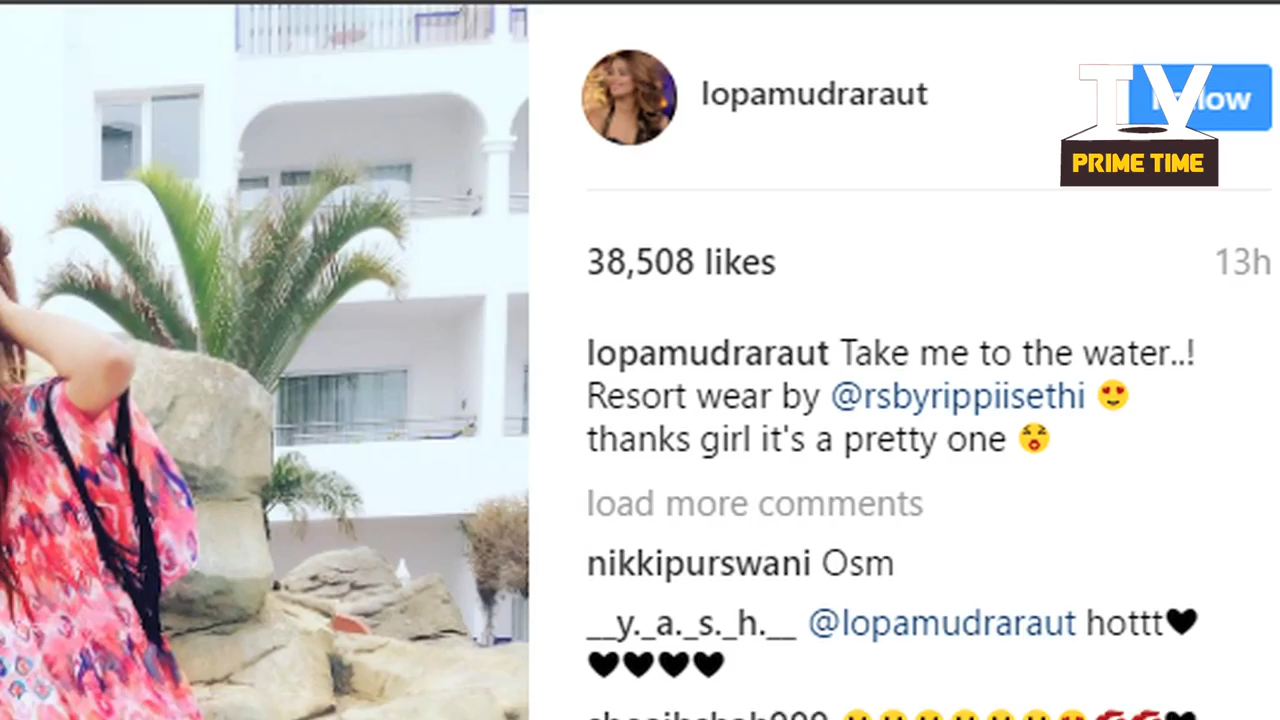 lopamudraraut
TV
PRIME TIME
38,508 likes
13h
lopamudraraut Take me to the water..!
Resort wear by @rsbyrippiisethi 😍
thanks girl it's a pretty one 😲
load more comments
nikkipurswani Osm
__y._a._s._h.__ @lopamudraraut hottt🖤
🖤🖤🖤🖤